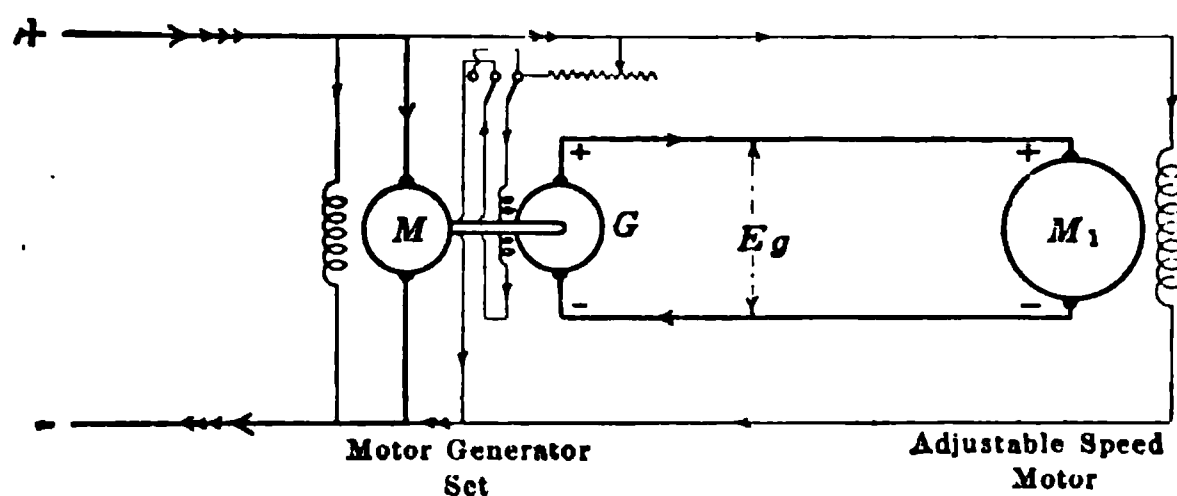 +
+
+
M
G
Eg
M1
-
-
-
Motor Generator
Set
Adjustable Speed
Motor